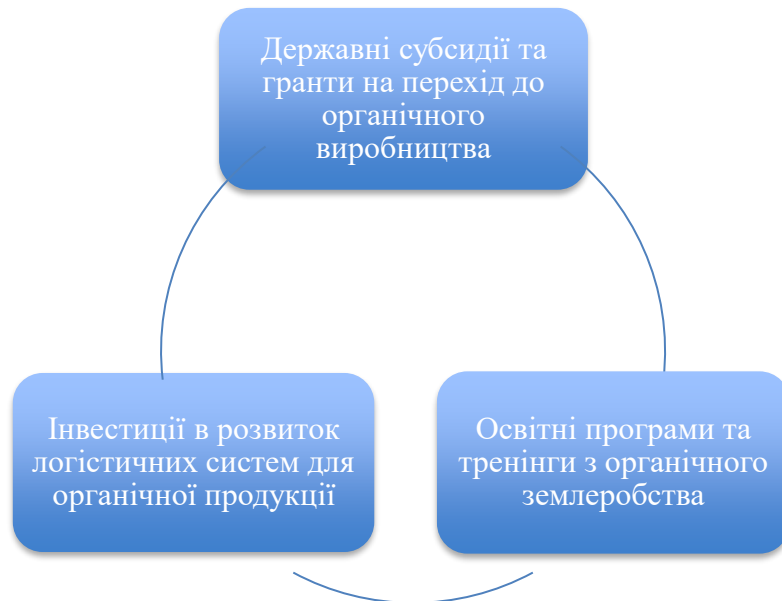 Державні субсидії та
гранти на перехід до
органічного
виробництва
Інвестиції в розвиток
логістичних систем для
органічної продукції
Освітні програми та
тренінги з органічного
землеробства